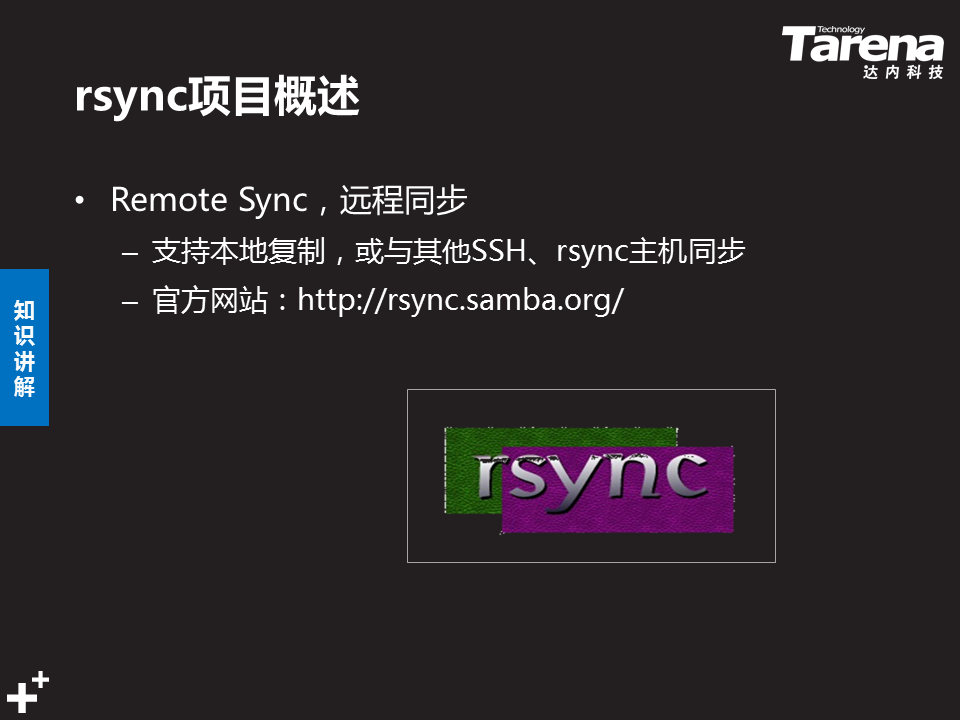 Technology
Tarena
达内科技
rsync项目概述
• Remote Sync，远程同步
– 支持本地复制，或与其他SSH、rsync主机同步
– 官方网站：http://rsync.samba.org/
知识讲解
rsync